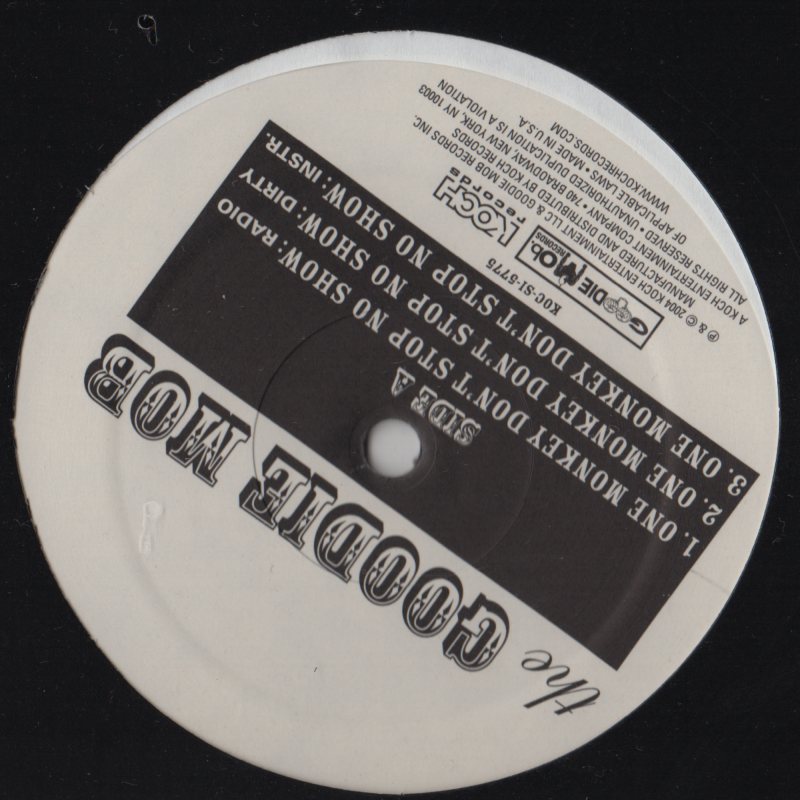 the GOODIE MOB
SIDE A
1. ONE MONKEY DON'T STOP NO SHOW: RADIO
2. ONE MONKEY DON'T STOP NO SHOW: DIRTY
3. ONE MONKEY DON'T STOP NO SHOW: INSTR.
KOC-SI-5775
GOODIE MOb
RECORDS
KOCH
records
℗ & © 2004 KOCH ENTERTAINMENT LLC & GOODIE MOB RECORDS INC.
MANUFACTURED AND DISTRIBUTED BY KOCH RECORDS
A KOCH ENTERTAINMENT COMPANY • 740 BROADWAY, NEW YORK, NY 10003
ALL RIGHTS RESERVED • UNAUTHORIZED DUPLICATION IS A VIOLATION
OF APPLICABLE LAWS • MADE IN U.S.A.
WWW.KOCHRECORDS.COM